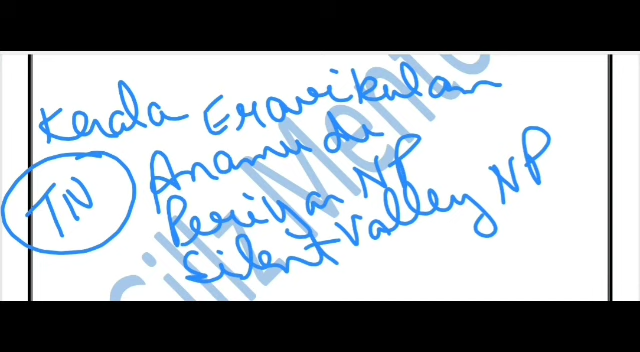 Kerala Eravikulam
TN Anamudi
Periyar NP
Silent Valley NP